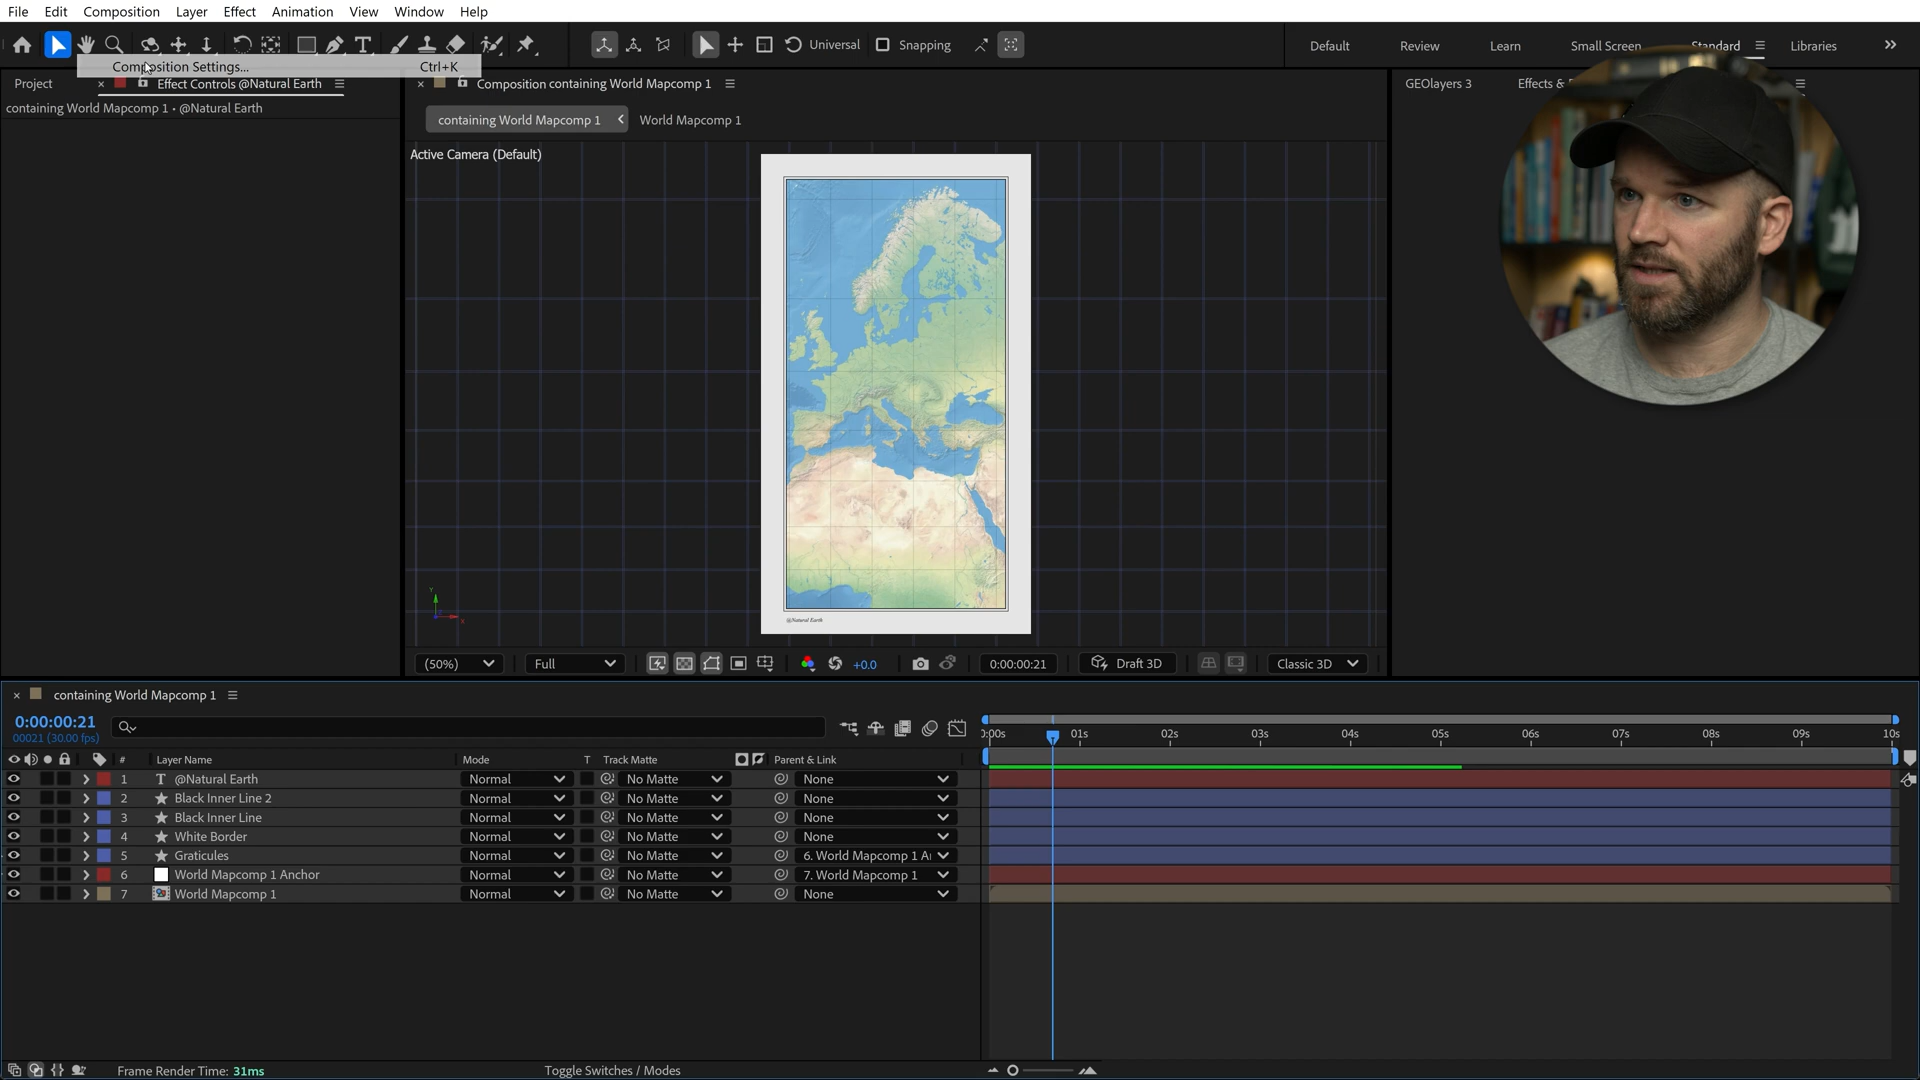 File Edit Composition Layer Effect Animation View Window Help
Universal Snapping Default Review Learn Small Screen Standard Libraries
Composition Settings... Ctrl+K
Project Effect Controls @Natural Earth Composition containing World Mapcomp 1 GEOlayers 3 Effects &
containing World Mapcomp 1 • @Natural Earth
containing World Mapcomp 1 World Mapcomp 1
Active Camera (Default)
@Natural Earth
(50%) Full +0.0 0:00:00:21 Draft 3D Classic 3D
containing World Mapcomp 1
0:00:00:21
00021 (30.00 fps)
:00s 01s 02s 03s 04s 05s 06s 07s 08s 09s 10s
# Layer Name Mode T Track Matte Parent & Link
1 T @Natural Earth Normal No Matte None
2 Black Inner Line 2 Normal No Matte None
3 Black Inner Line Normal No Matte None
4 White Border Normal No Matte None
5 Graticules Normal No Matte 6. World Mapcomp 1 A
6 World Mapcomp 1 Anchor Normal No Matte 7. World Mapcomp 1
7 World Mapcomp 1 Normal No Matte None
Frame Render Time: 31ms Toggle Switches / Modes